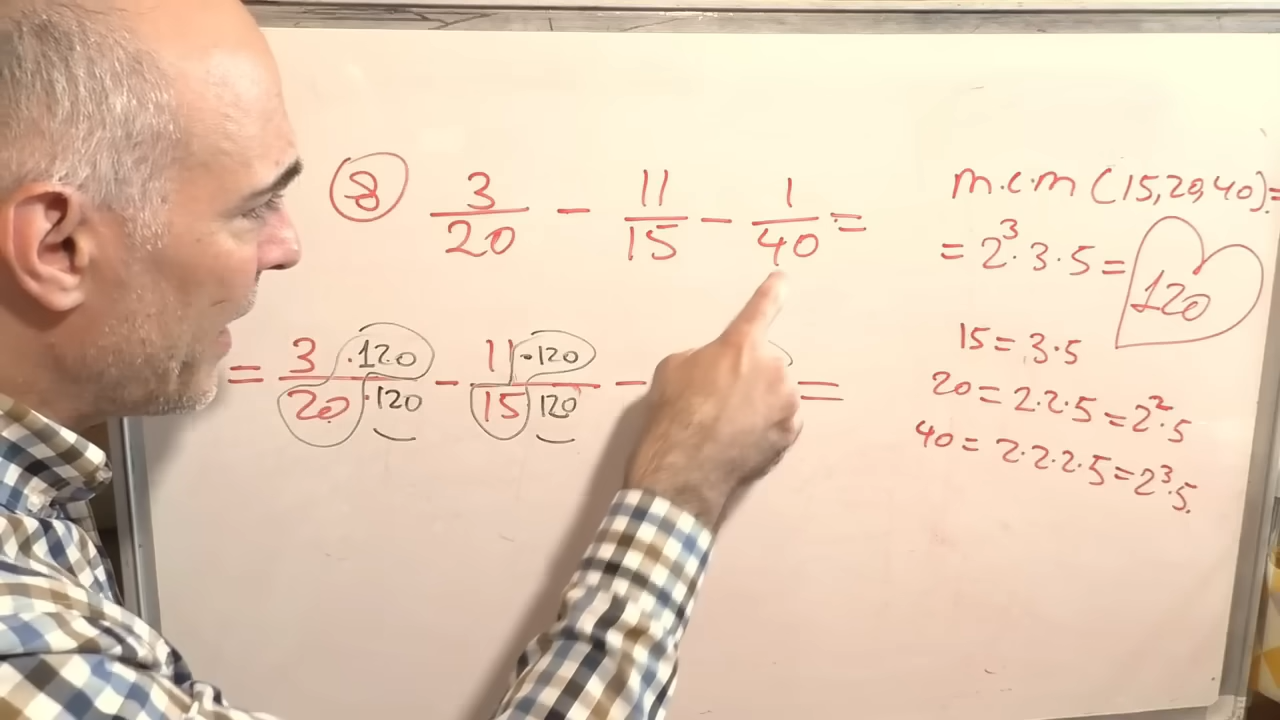 8 3/20 - 11/15 - 1/40 =
= 3·120/20·120 - 11·120/15 120 - =
m.c.m (15,20,40)=
= 2³·3·5 = 120
15 = 3·5
20 = 2·2·5 = 2²·5
40 = 2·2·2·5 = 2³·5.